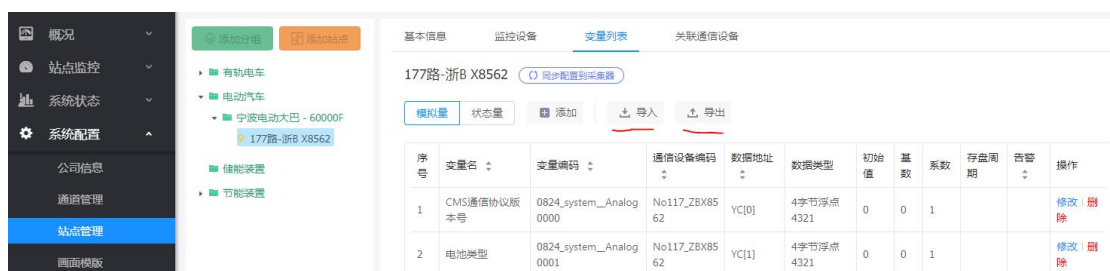 概况
站点监控
系统状态
系统配置
公司信息
通道管理
站点管理
画面模版
添加分组 添加站点
有轨电车
电动汽车
宁波电动大巴 - 60000F
177路-浙B X8562
储能装置
节能装置
基本信息 监控设备 变量列表 关联通信设备
177路-浙B X8562 同步配置到采集器
模拟量 状态量 添加 导入 导出
序号 变量名 变量编码 通信设备编码 数据地址 数据类型 初始值 基数 系数 存盘周期 告警 操作
1 CMS通信协议版本号 0824_system__Analog0000 No117_ZBX8562 YC[0] 4字节浮点4321 0 0 1 修改 删除
2 电池类型 0824_system__Analog0001 No117_ZBX8562 YC[1] 4字节浮点4321 0 0 1 修改 删除